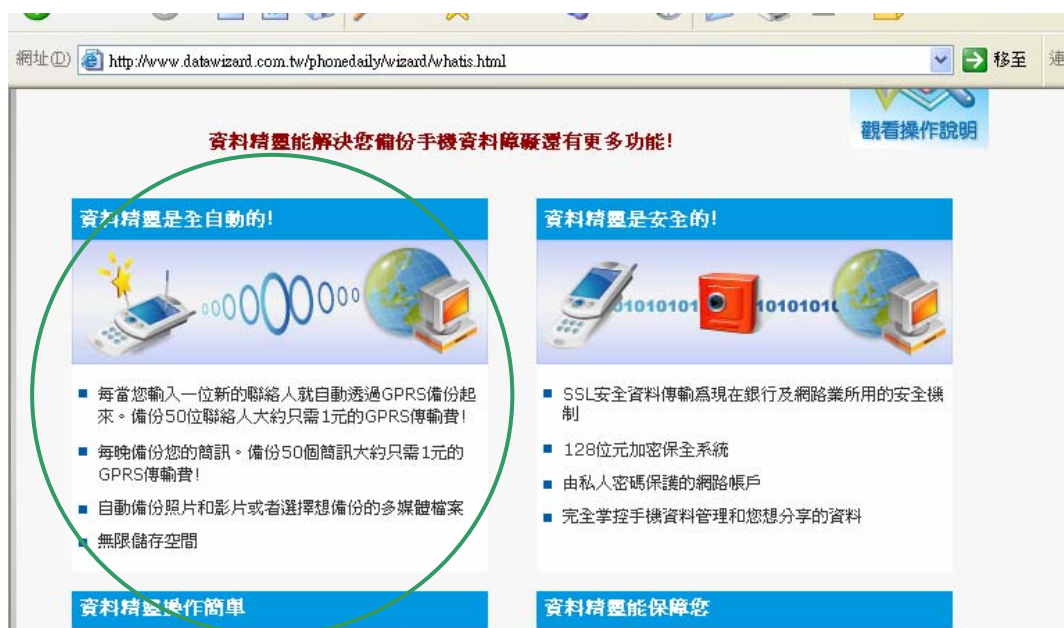 網址(D) http://www.datawizard.com.tw/phonedaily/wizard/whatis.html 移至 連
觀看操作說明
資料精靈能解決您備份手機資料障礙還有更多功能!
資料精靈是全自動的!
每當您輸入一位新的聯絡人就自動透過GPRS備份起
來。備份50位聯絡人大約只需1元的GPRS傳輸費!
每晚備份您的簡訊。備份50個簡訊大約只需1元的
GPRS傳輸費!
自動備份照片和影片或者選擇想備份的多媒體檔案
無限儲存空間
資料精靈是安全的!
01010101 1010101
SSL安全資料傳輸為現在銀行及網路業所用的安全機
制
128位元加密保全系統
由私人密碼保護的網路帳戶
完全掌控手機資料管理和您想分享的資料
資料精靈操作簡單
資料精靈能保障您